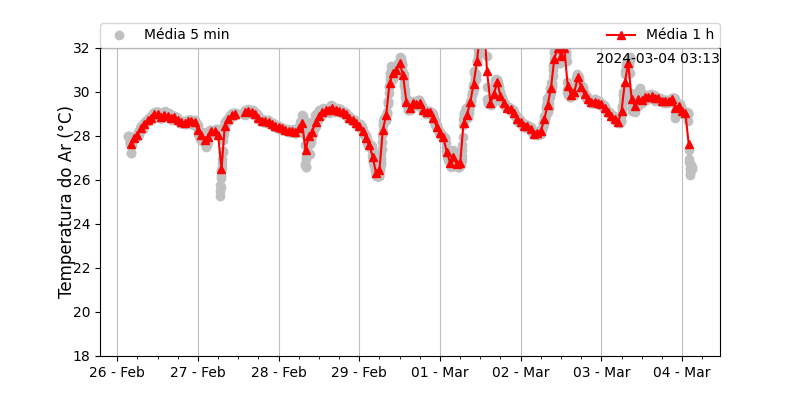 Média 5 min
Média 1 h
2024-03-04 03:13
Temperatura do Ar (°C)
32
30
28
26
24
22
20
18
26 - Feb
27 - Feb
28 - Feb
29 - Feb
01 - Mar
02 - Mar
03 - Mar
04 - Mar